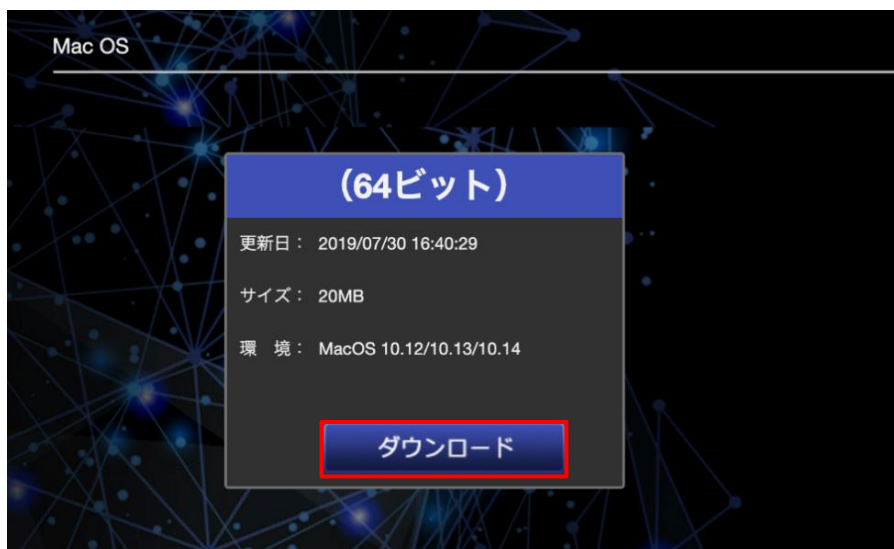 Mac OS
（64ビット）
更新日： 2019/07/30 16:40:29
サイズ： 20MB
環　境： MacOS 10.12/10.13/10.14
ダウンロード